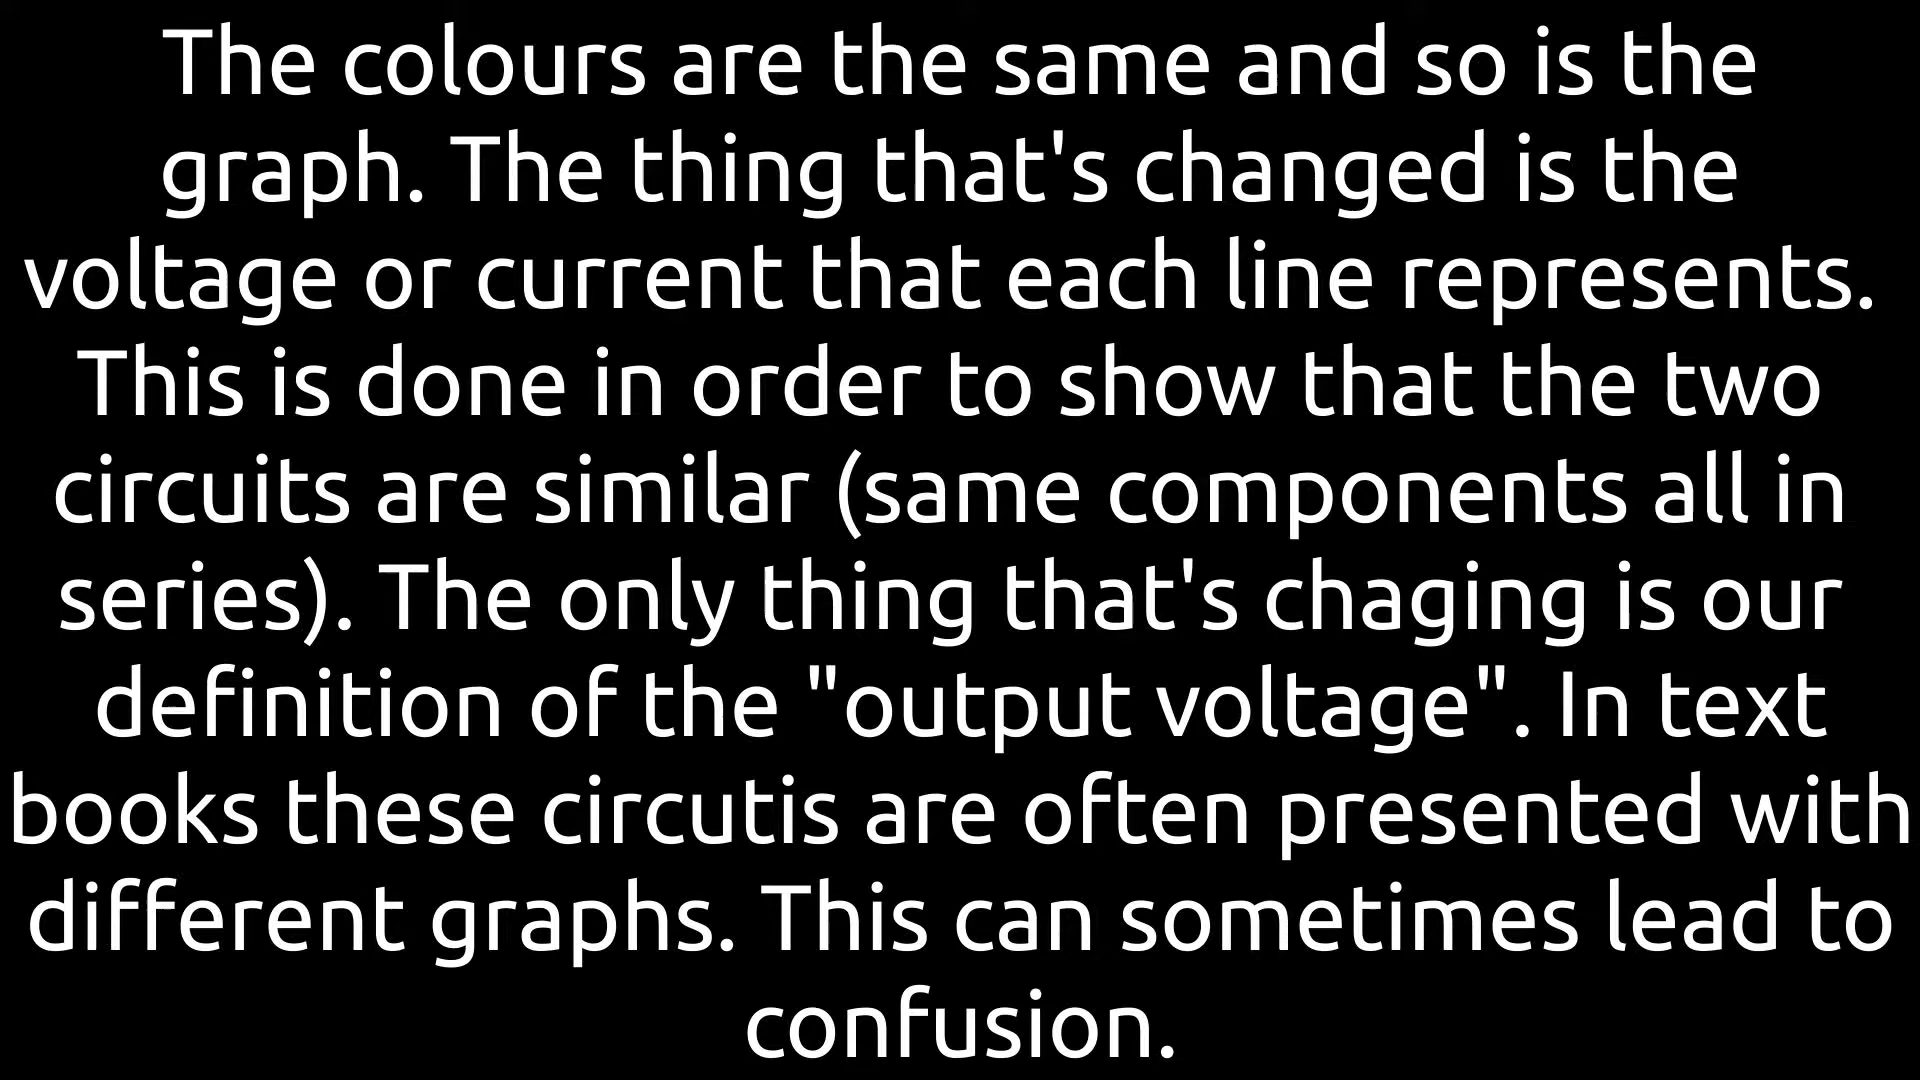 The colours are the same and so is the
graph. The thing that's changed is the
voltage or current that each line represents.
This is done in order to show that the two
circuits are similar (same components all in
series). The only thing that's chaging is our
definition of the "output voltage". In text
books these circutis are often presented with
different graphs. This can sometimes lead to
confusion.